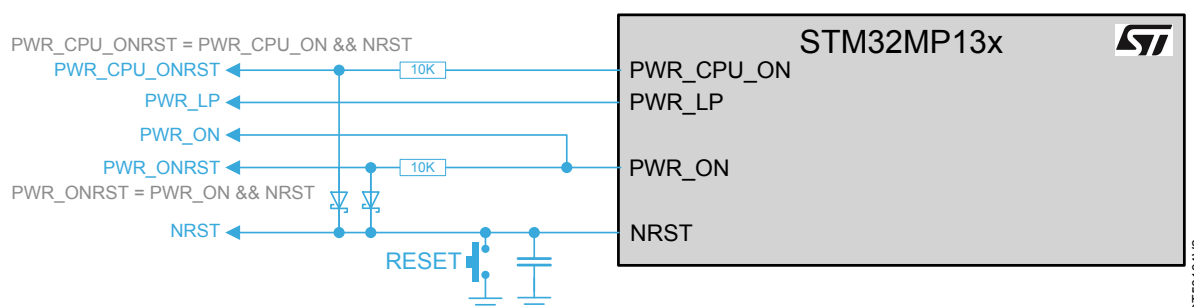 STM32MP13x
PWR_CPU_ONRST = PWR_CPU_ON && NRST
PWR_CPU_ONRST
10K
PWR_CPU_ON
PWR_LP
PWR_LP
PWR_ON
PWR_ONRST
10K
PWR_ON
PWR_ONRST = PWR_ON && NRST
NRST
NRST
RESET